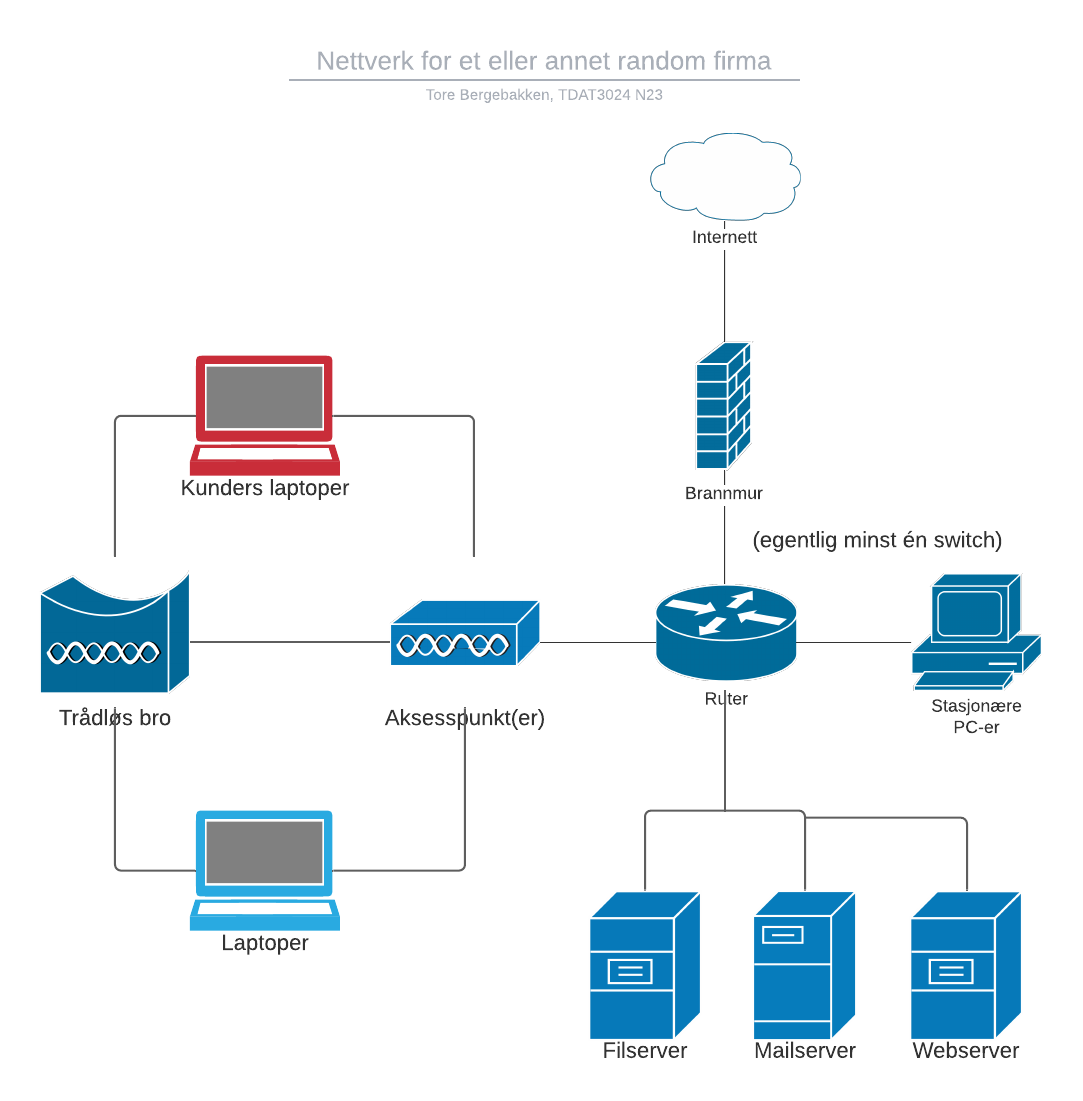 Nettverk for et eller annet random firma
Tore Bergebakken, TDAT3024 N23
Internett
Kunders laptoper
Brannmur
(egentlig minst én switch)
Trådløs bro
Aksesspunkt(er)
Ruter
Stasjonære
PC-er
Laptoper
Filserver
Mailserver
Webserver